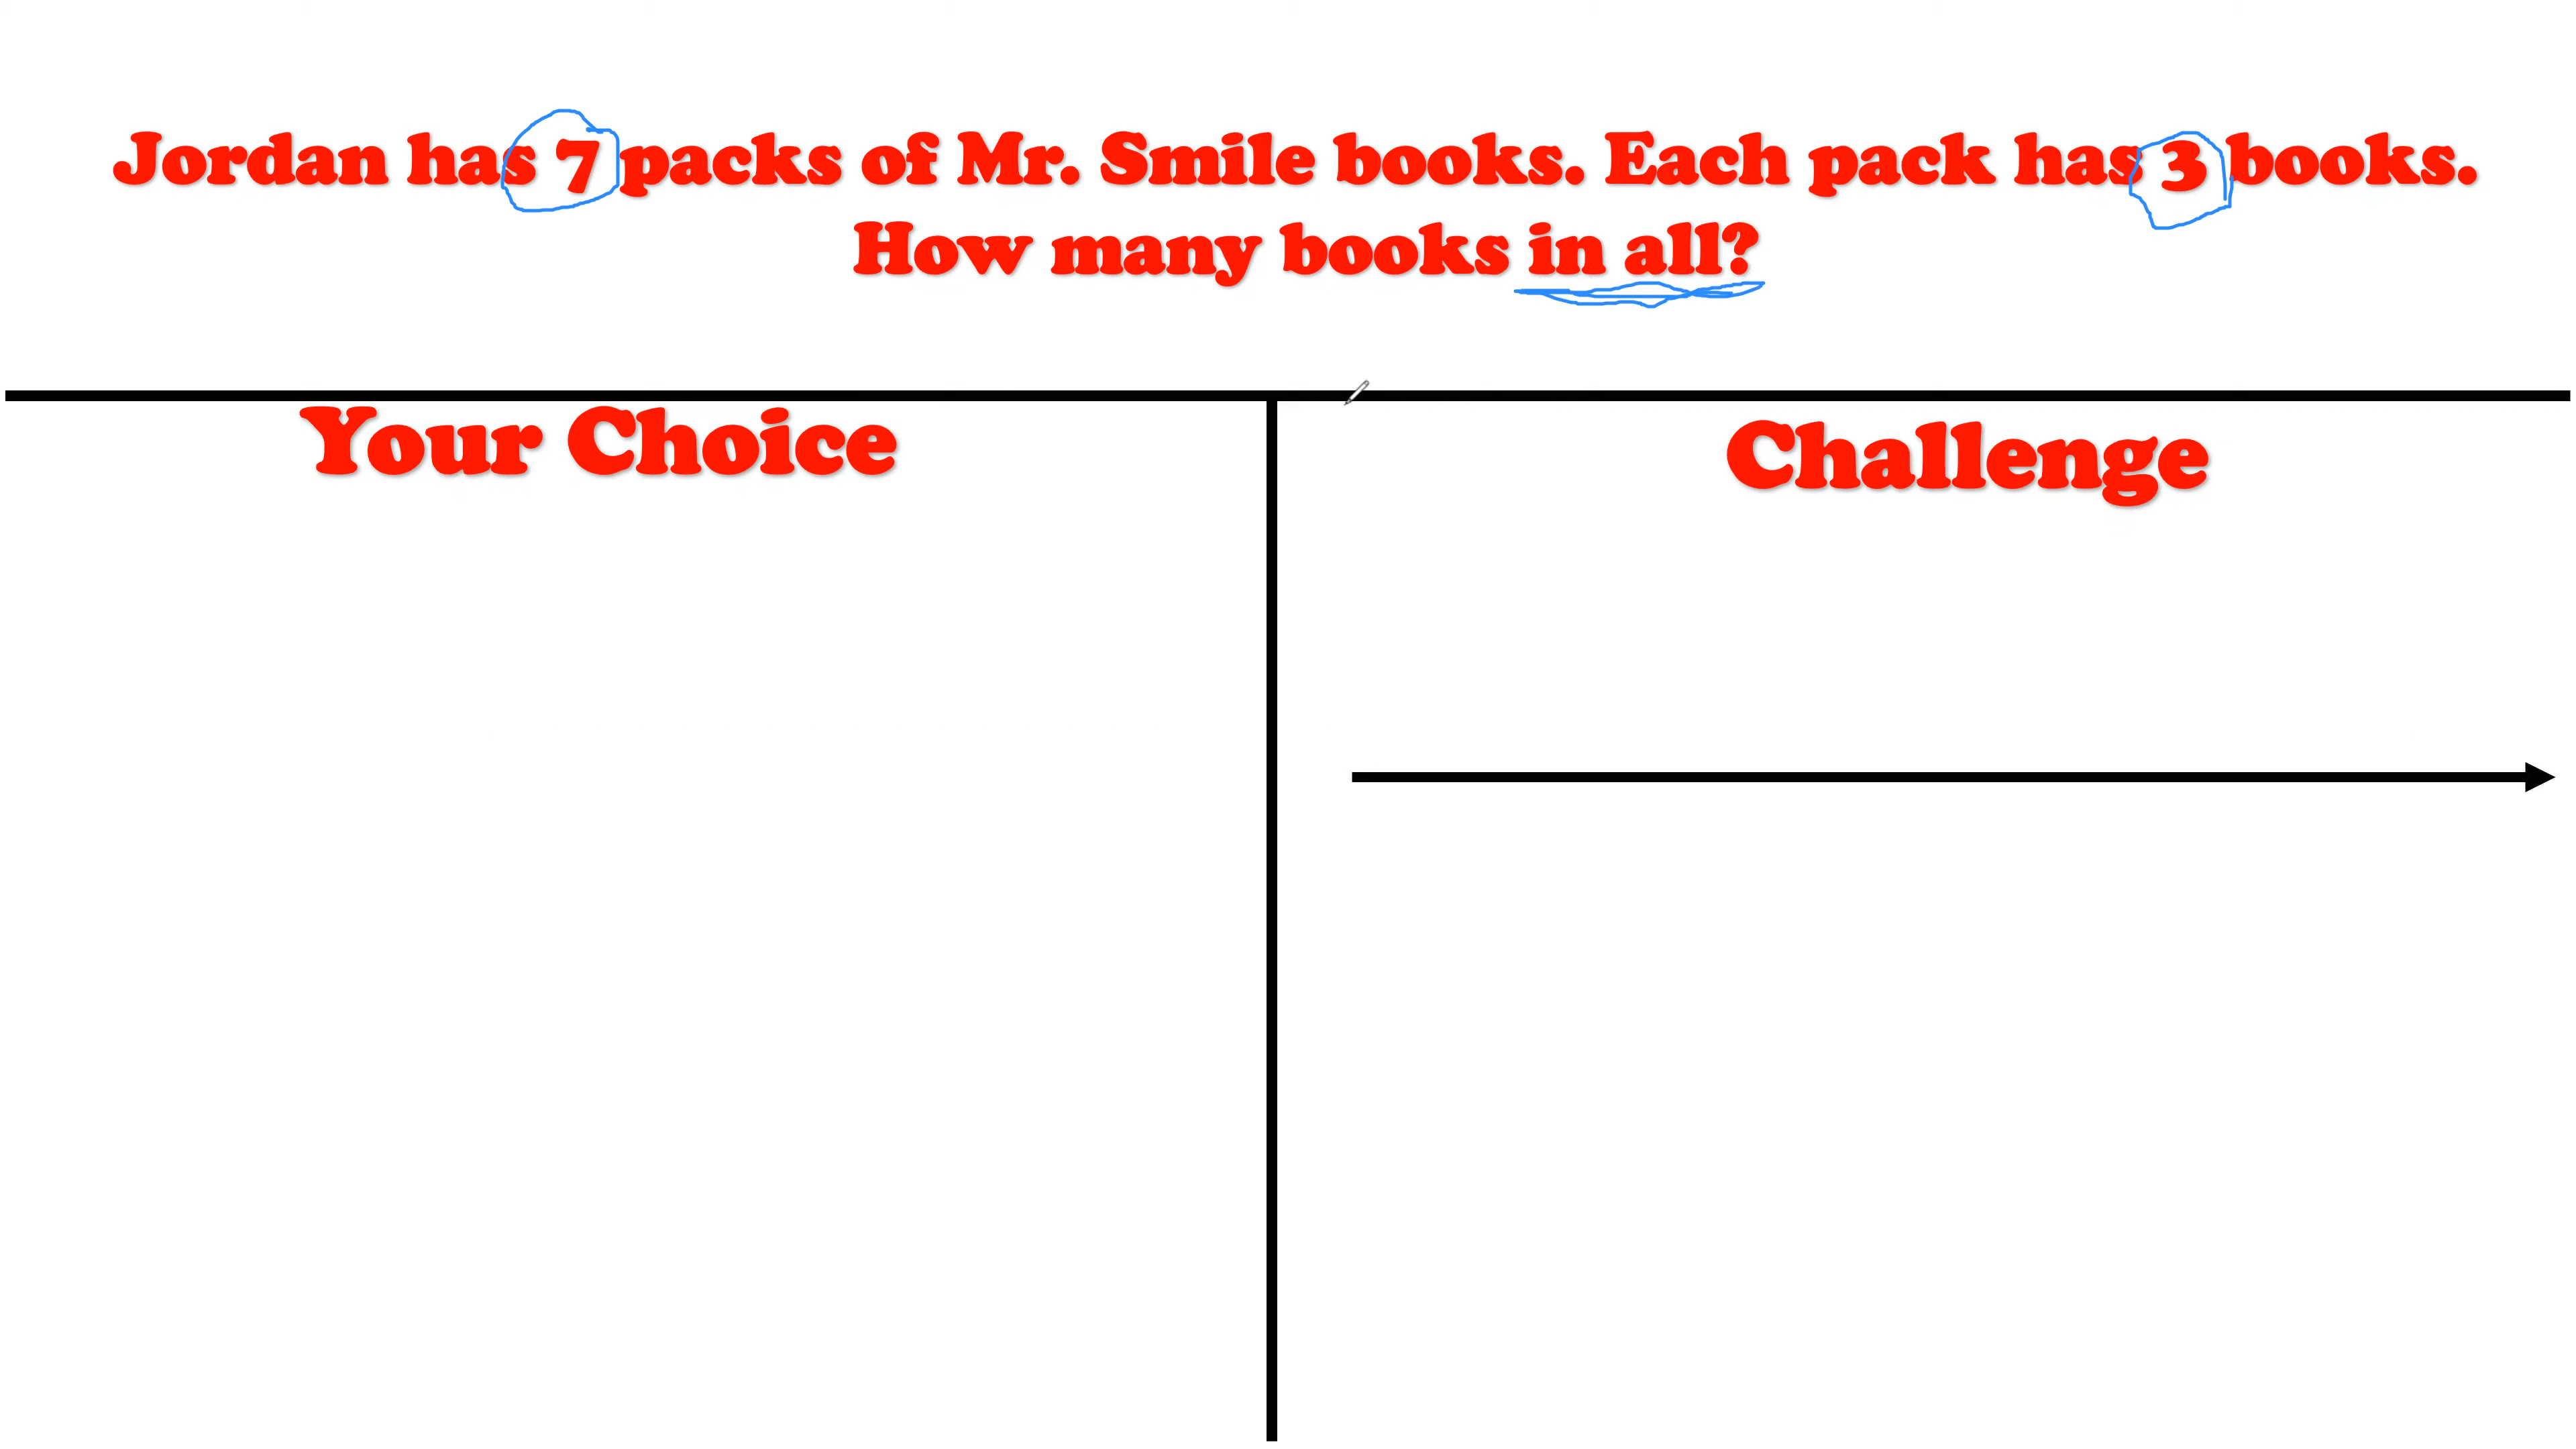 Jordan has 7 packs of Mr. Smile books. Each pack has 3 books.
How many books in all?
Your Choice
Challenge